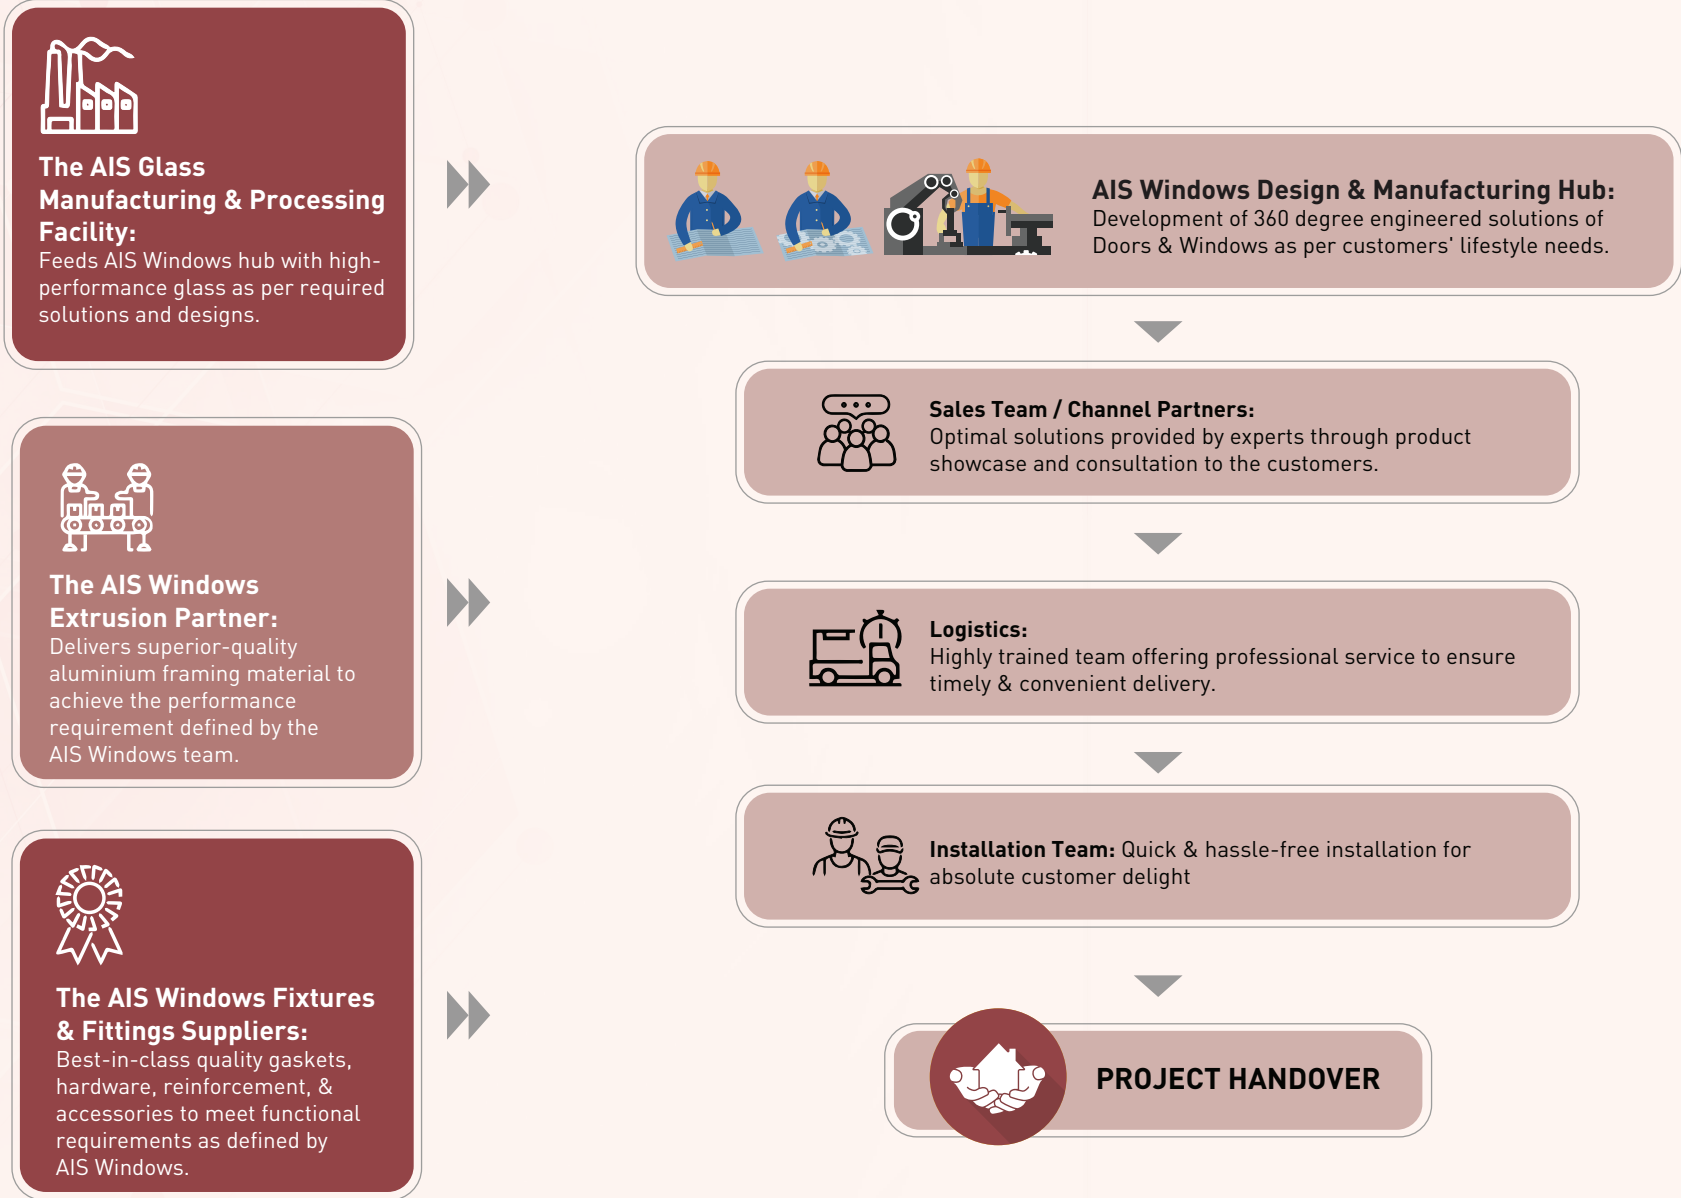 The AIS Glass
Manufacturing & Processing
Facility:
Feeds AIS Windows hub with high-
performance glass as per required
solutions and designs.
The AIS Windows
Extrusion Partner:
Delivers superior-quality
aluminium framing material to
achieve the performance
requirement defined by the
AIS Windows team.
The AIS Windows Fixtures
& Fittings Suppliers:
Best-in-class quality gaskets,
hardware, reinforcement, &
accessories to meet functional
requirements as defined by
AIS Windows.
AIS Windows Design & Manufacturing Hub:
Development of 360 degree engineered solutions of
Doors & Windows as per customers' lifestyle needs.
Sales Team / Channel Partners:
Optimal solutions provided by experts through product
showcase and consultation to the customers.
Logistics:
Highly trained team offering professional service to ensure
timely & convenient delivery.
Installation Team: Quick & hassle-free installation for
absolute customer delight
PROJECT HANDOVER